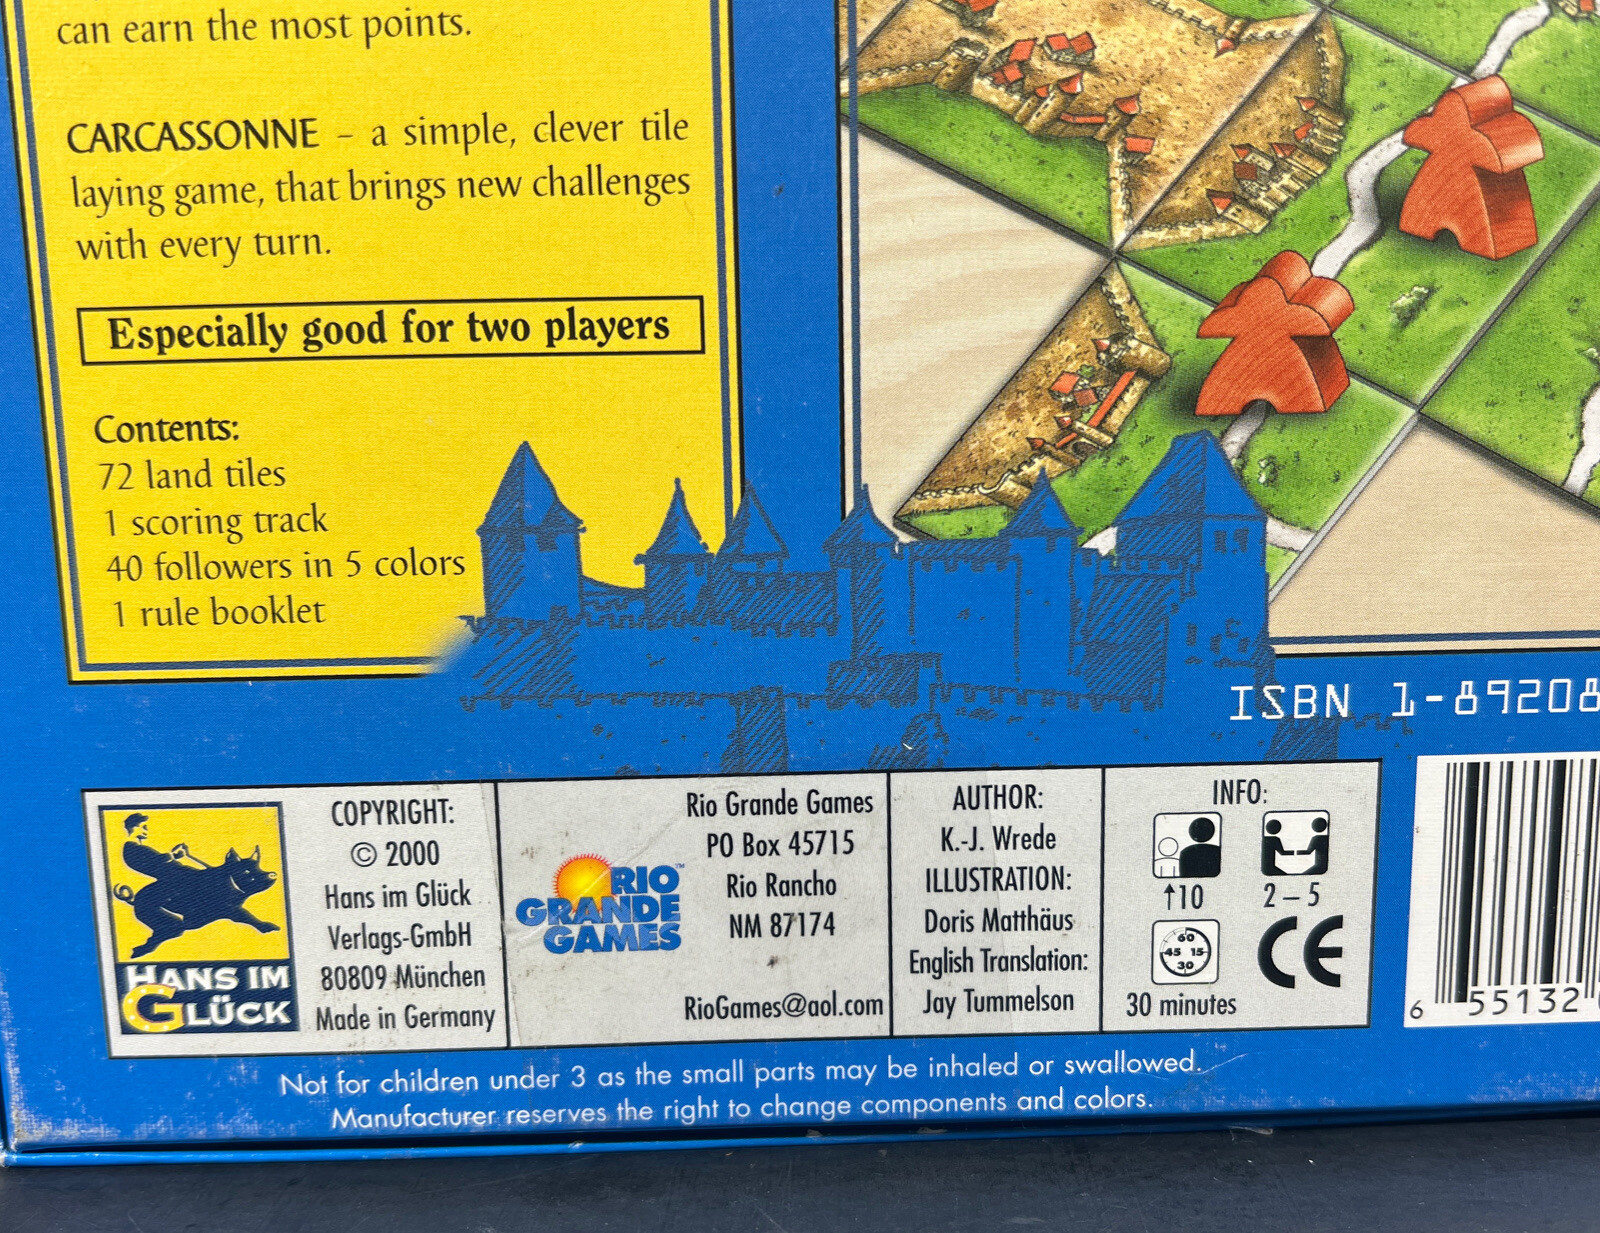 can earn the most points.
CARCASSONNE – a simple, clever tile
laying game, that brings new challenges
with every turn.
Especially good for two players
Contents:
72 land tiles
1 scoring track
40 followers in 5 colors
1 rule booklet
ISBN 1-89208
HANS IM
GLÜCK
COPYRIGHT:
© 2000
Hans im Glück
Verlags-GmbH
80809 München
Made in Germany
RIO™
GRANDE
GAMES
Rio Grande Games
PO Box 45715
Rio Rancho
NM 87174
RioGames@aol.com
AUTHOR:
K.-J. Wrede
ILLUSTRATION:
Doris Matthäus
English Translation:
Jay Tummelson
INFO:
↑10
2 – 5
60
45 15
30
CE
30 minutes
6 55132
Not for children under 3 as the small parts may be inhaled or swallowed.
Manufacturer reserves the right to change components and colors.